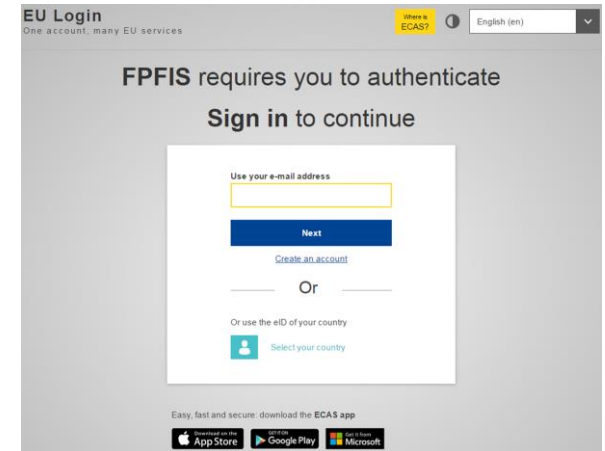 EU Login
One account, many EU services
Where is
ECAS?
English (en)
FPFIS requires you to authenticate
Sign in to continue
Use your e-mail address
Next
Create an account
Or
Or use the eID of your country
Select your country
Easy, fast and secure: download the ECAS app
Download on the
App Store
GET IT ON
Google Play
Get it from
Microsoft